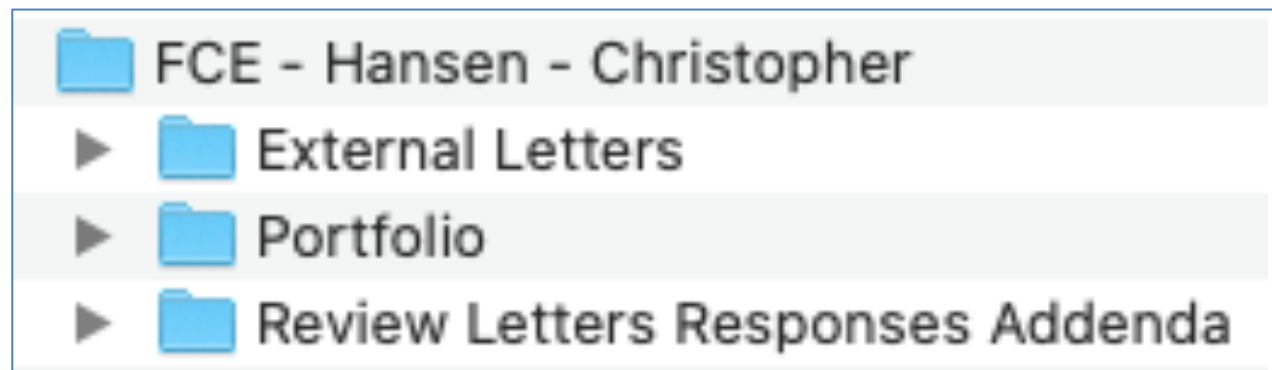 FCE - Hansen - Christopher
External Letters
Portfolio
Review Letters Responses Addenda